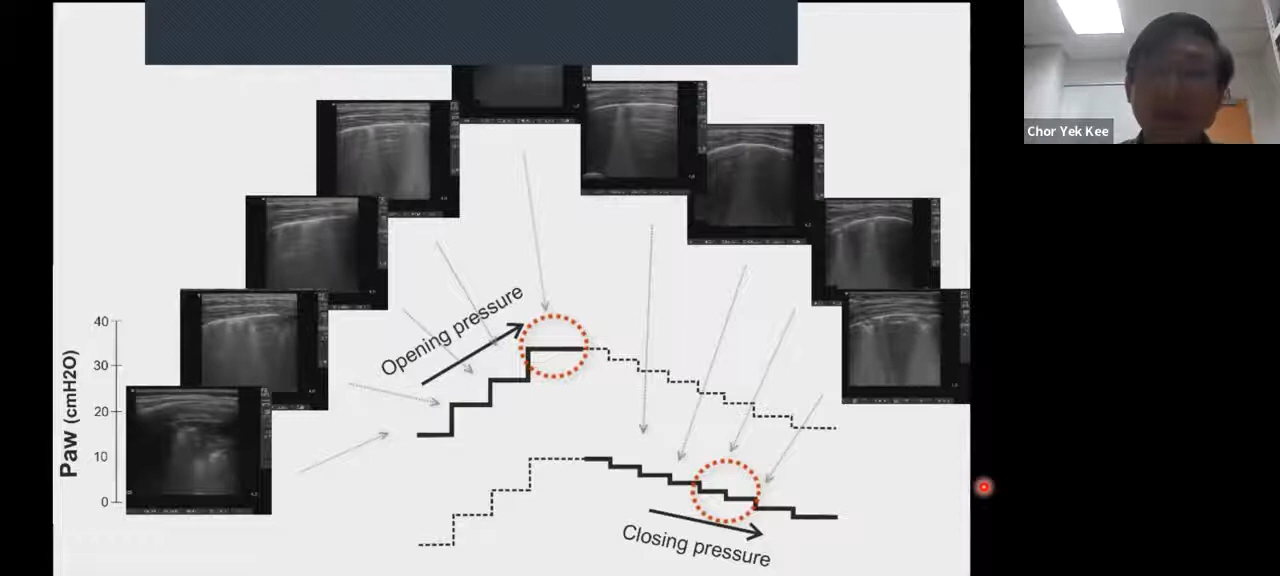 Chor Yek Kee
Opening pressure
40
30
20
10
0
Paw (cmH2O)
Closing pressure